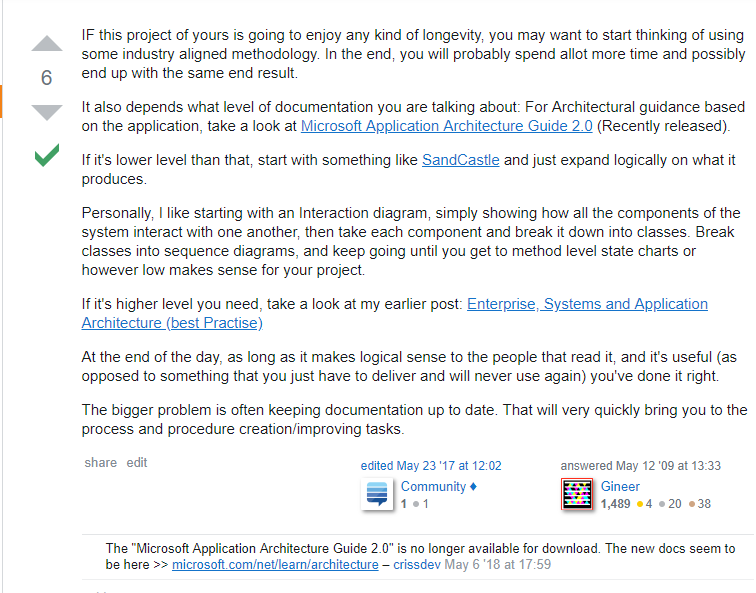 IF this project of yours is going to enjoy any kind of longevity, you may want to start thinking of using
some industry aligned methodology. In the end, you will probably spend allot more time and possibly
end up with the same end result.
6
It also depends what level of documentation you are talking about: For Architectural guidance based
on the application, take a look at Microsoft Application Architecture Guide 2.0 (Recently released).
If it's lower level than that, start with something like SandCastle and just expand logically on what it
produces.
Personally, I like starting with an Interaction diagram, simply showing how all the components of the
system interact with one another, then take each component and break it down into classes. Break
classes into sequence diagrams, and keep going until you get to method level state charts or
however low makes sense for your project.
If it's higher level you need, take a look at my earlier post: Enterprise, Systems and Application
Architecture (best Practise)
At the end of the day, as long as it makes logical sense to the people that read it, and it's useful (as
opposed to something that you just have to deliver and will never use again) you've done it right.
The bigger problem is often keeping documentation up to date. That will very quickly bring you to the
process and procedure creation/improving tasks.
share edit
edited May 23 '17 at 12:02
Community ♦
1 ●1
answered May 12 '09 at 13:33
Gineer
1,489 ●4 ●20 ●38
The "Microsoft Application Architecture Guide 2.0" is no longer available for download. The new docs seem to
be here >> microsoft.com/net/learn/architecture – crissdev May 6 '18 at 17:59